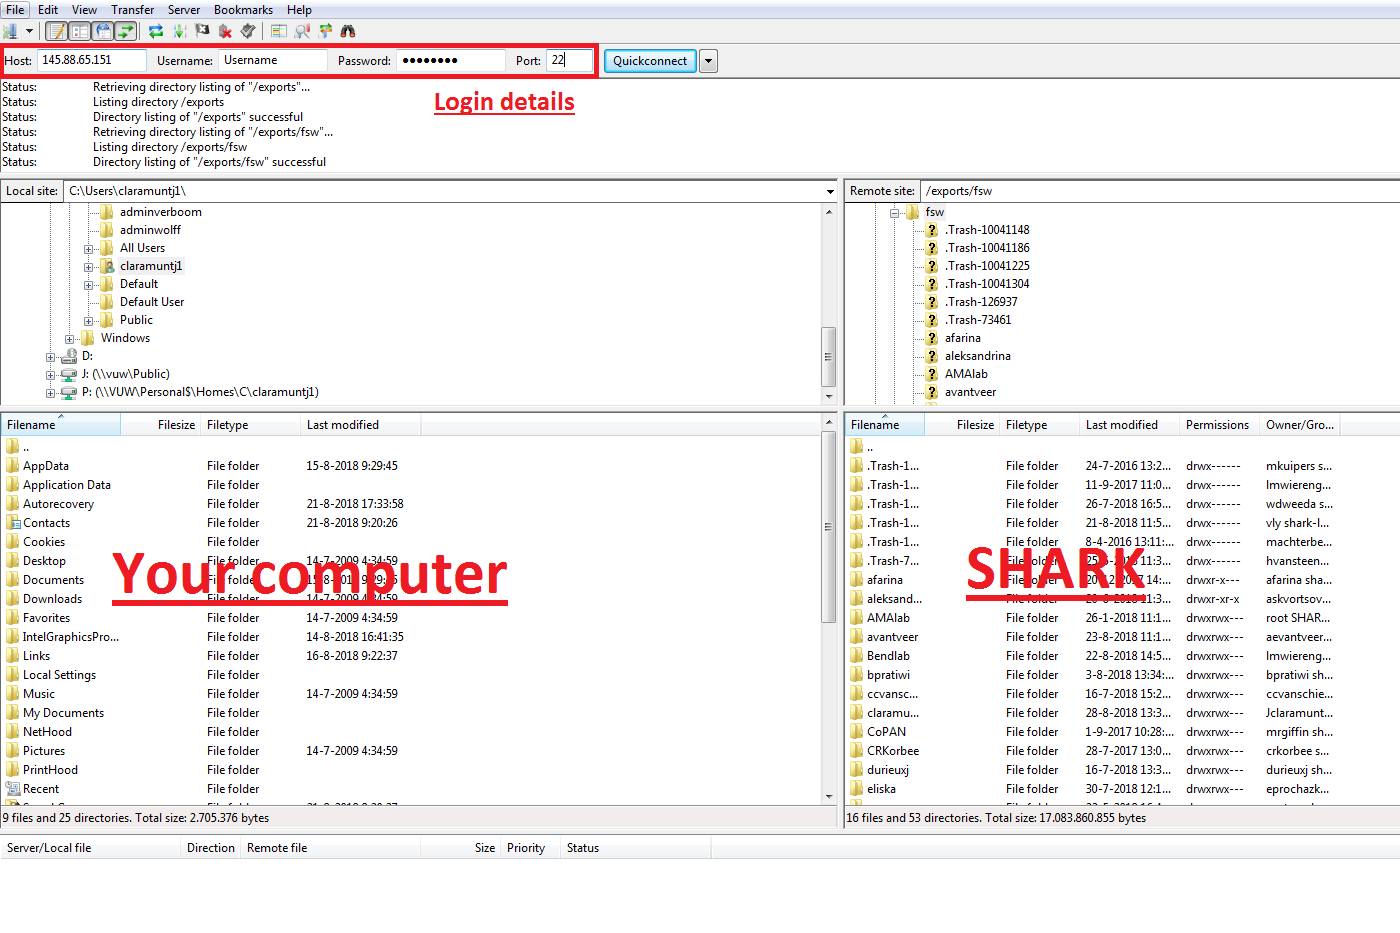 File Edit View Transfer Server Bookmarks Help
Host: 145.88.65.151 Username: Username Password: ●●●●●●●● Port: 22 Quickconnect
Status: Retrieving directory listing of "/exports"...
Status: Listing directory /exports
Status: Directory listing of "/exports" successful
Status: Retrieving directory listing of "/exports/fsw"...
Status: Listing directory /exports/fsw
Status: Directory listing of "/exports/fsw" successful
Login details
Local site: C:\Users\claramuntj1\
adminverboom
adminwolff
All Users
claramuntj1
Default
Default User
Public
Windows
D:
J: (\\vuw\Public)
P: (\\VUW\Personal$\Homes\C\claramuntj1)
Remote site: /exports/fsw
fsw
.Trash-10041148
.Trash-10041186
.Trash-10041225
.Trash-10041304
.Trash-126937
.Trash-73461
afarina
aleksandrina
AMAlab
avantveer
Filename Filesize Filetype Last modified
..
AppData File folder 15-8-2018 9:29:45
Application Data File folder
Autorecovery File folder 21-8-2018 17:33:58
Contacts File folder 21-8-2018 9:20:26
Cookies File folder
Desktop File folder 14-7-2009 4:34:59
Documents File folder
Downloads File folder 14-7-2009 4:34:59
Favorites File folder 14-7-2009 4:34:59
IntelGraphicsPro... File folder 14-8-2018 16:41:35
Links File folder 16-8-2018 9:22:37
Local Settings File folder
Music File folder 14-7-2009 4:34:59
My Documents File folder
NetHood File folder
Pictures File folder 14-7-2009 4:34:59
PrintHood File folder
Recent File folder
Your computer
9 files and 25 directories. Total size: 2.705.376 bytes
Filename Filesize Filetype Last modified Permissions Owner/Gro...
..
.Trash-1... File folder 24-7-2016 13:2... drwx------ mkuipers s...
.Trash-1... File folder 11-9-2017 11:0... drwx------ lmwiereng...
.Trash-1... File folder 26-7-2018 16:5... drwx------ wdweeda s...
.Trash-1... File folder 21-8-2018 11:5... drwx------ vly shark-l...
.Trash-1... File folder 8-4-2016 13:11:... drwx------ machterbe...
.Trash-7... File folder drwx------ hvansteen...
afarina File folder drwxr-x--- afarina sha...
aleksand... File folder drwxr-xr-x askvortsov...
AMAlab File folder 26-1-2018 11:1... drwxrwx--- root SHAR...
avantveer File folder 23-8-2018 11:1... drwxrwx--- aevantveer...
Bendlab File folder 22-8-2018 14:5... drwxrwx--- lmwiereng...
bpratiwi File folder 3-8-2018 13:34:... drwxrwx--- bpratiwi sh...
ccvansc... File folder 16-7-2018 15:2... drwxrwx--- ccvanschie...
claramu... File folder 28-8-2018 13:3... drwxrwx--- Jclaramunt...
CoPAN File folder 1-9-2017 10:28:... drwxrwx--- mrgiffin sh...
CRKorbee File folder 28-7-2017 13:0... drwxrwx--- crkorbee s...
durieuxj File folder 16-7-2018 13:3... drwxrwx--- durieuxj sh...
eliska File folder 30-7-2018 12:1... drwxrwx--- eprochazk...
SHARK
16 files and 53 directories. Total size: 17.083.860.855 bytes
Server/Local file Direction Remote file Size Priority Status